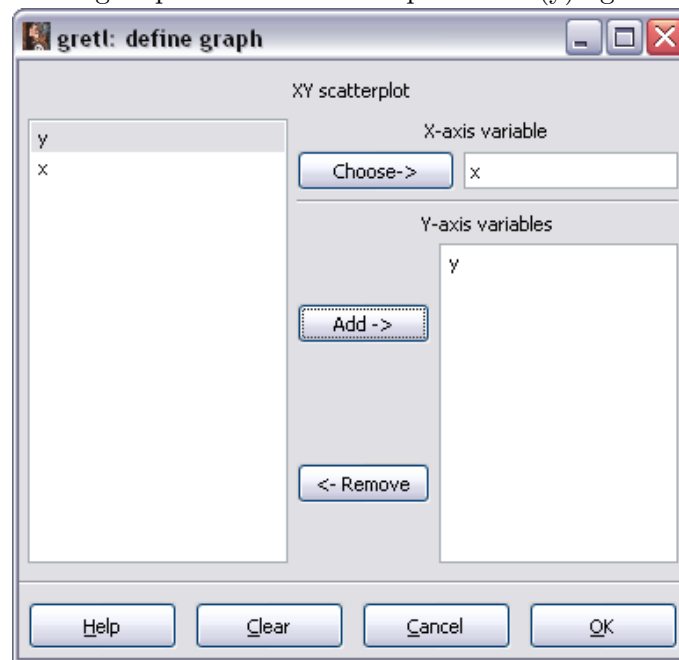 gretl: define graph
XY scatterplot
y
x
X-axis variable
Choose->
x
Y-axis variables
y
Add ->
<- Remove
Help
Clear
Cancel
OK